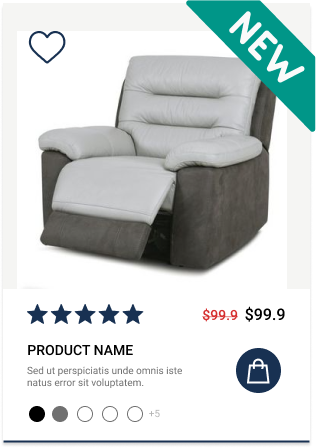 NEW
$99.9 $99.9
PRODUCT NAME
Sed ut perspiciatis unde omnis iste
natus error sit voluptatem.
+5